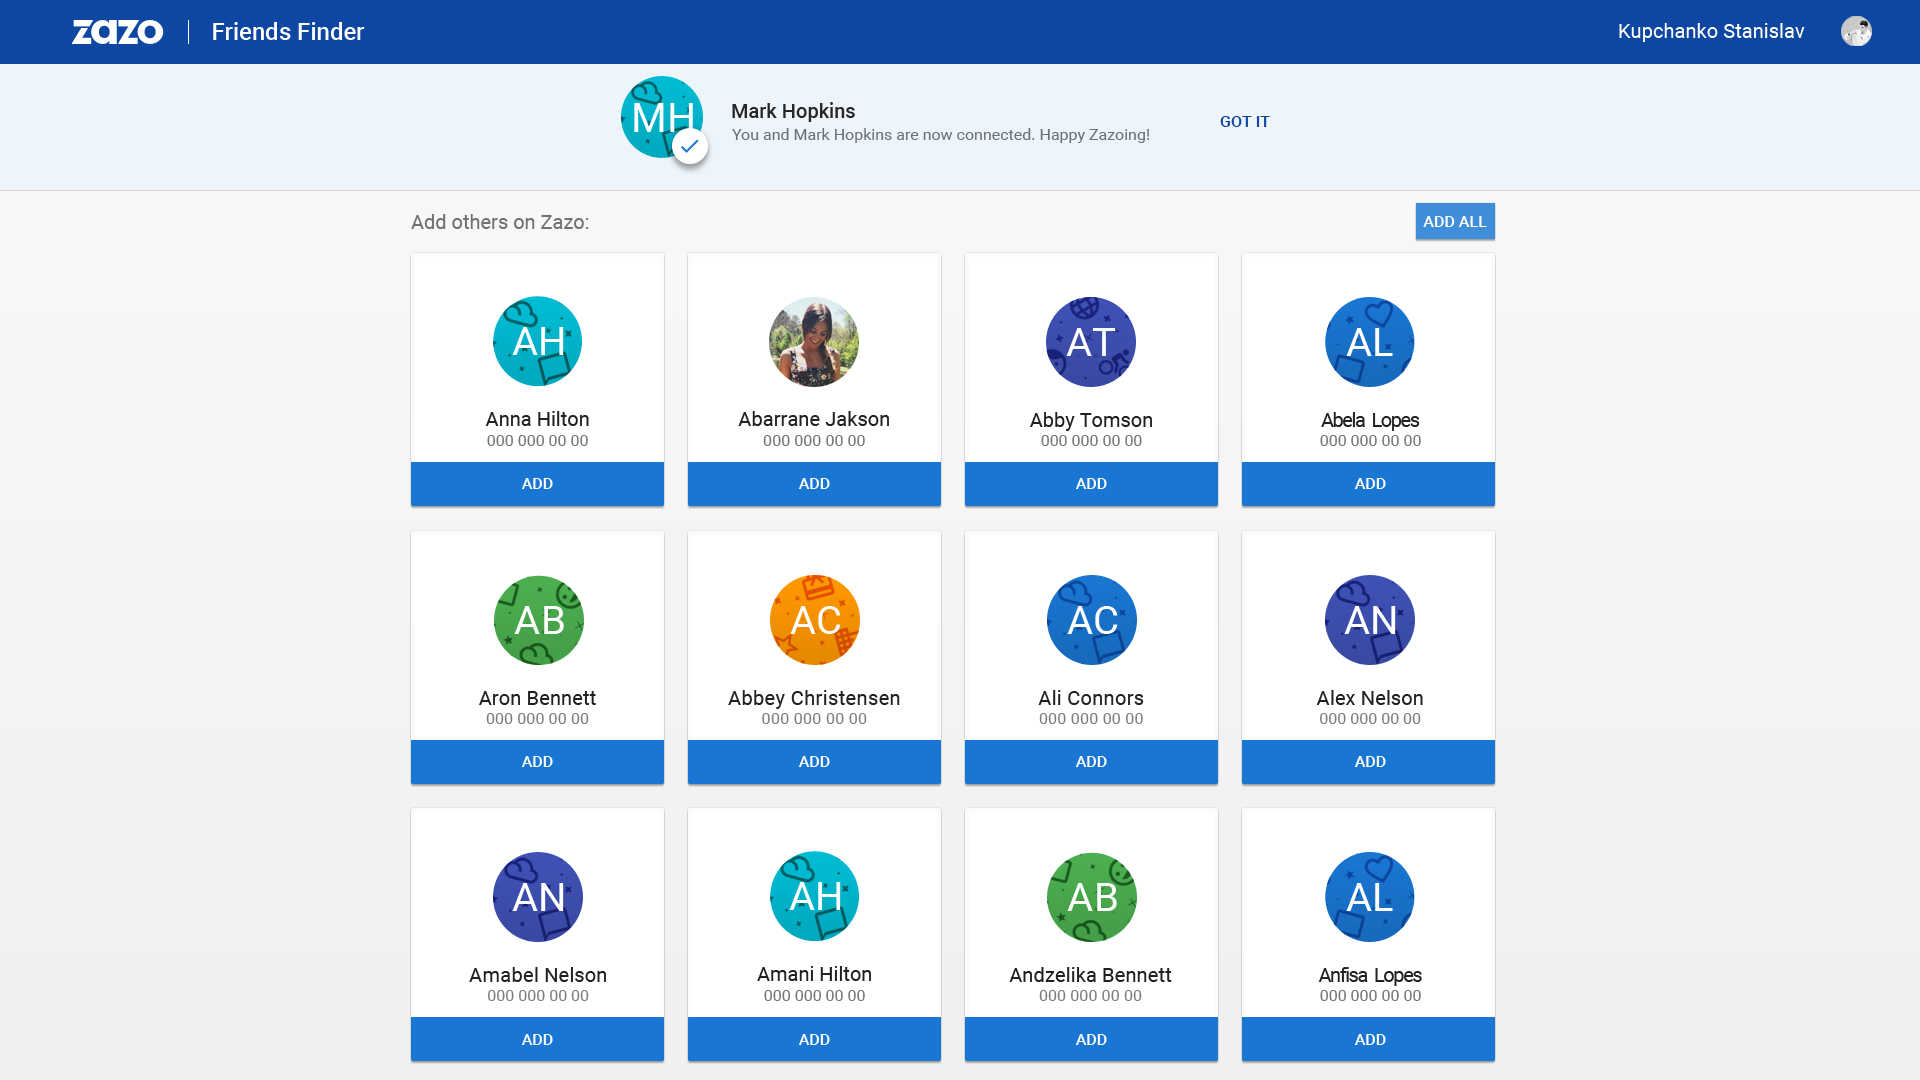 zazo Friends Finder Kupchanko Stanislav
MH
Mark Hopkins
You and Mark Hopkins are now connected. Happy Zazoing!
GOT IT
Add others on Zazo:
ADD ALL
AH
Anna Hilton
000 000 00 00
ADD
Abarrane Jakson
000 000 00 00
ADD
AT
Abby Tomson
000 000 00 00
ADD
AL
Abela Lopes
000 000 00 00
ADD
AB
Aron Bennett
000 000 00 00
ADD
AC
Abbey Christensen
000 000 00 00
ADD
AC
Ali Connors
000 000 00 00
ADD
AN
Alex Nelson
000 000 00 00
ADD
AN
Amabel Nelson
000 000 00 00
ADD
AH
Amani Hilton
000 000 00 00
ADD
AB
Andzelika Bennett
000 000 00 00
ADD
AL
Anfisa Lopes
000 000 00 00
ADD